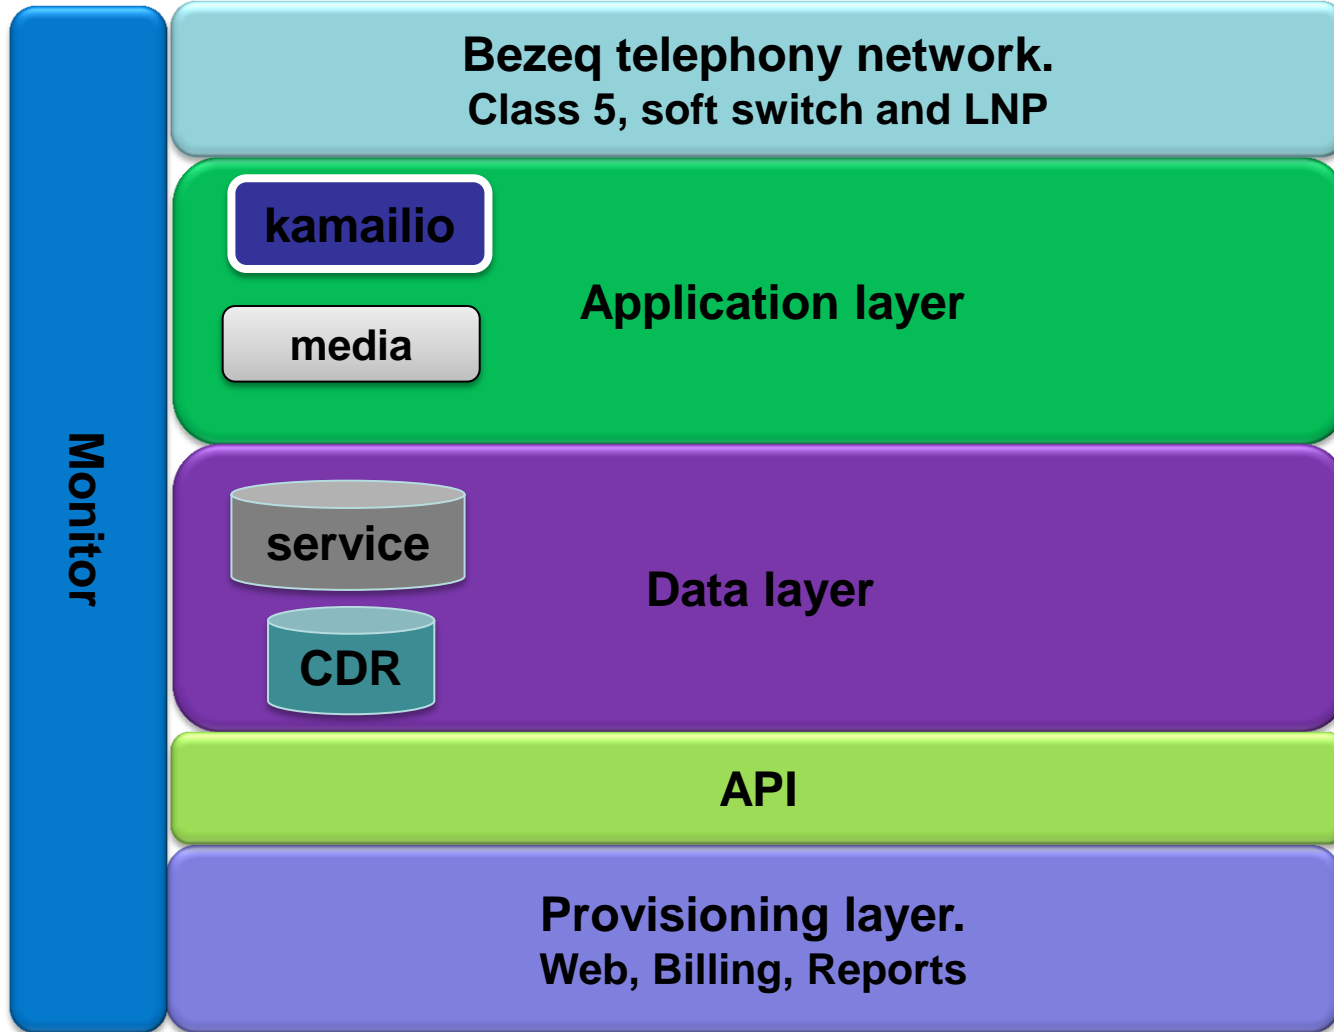 Monitor
Bezeq telephony network.
Class 5, soft switch and LNP
kamailio
Application layer
media
service
Data layer
CDR
API
Provisioning layer.
Web, Billing, Reports